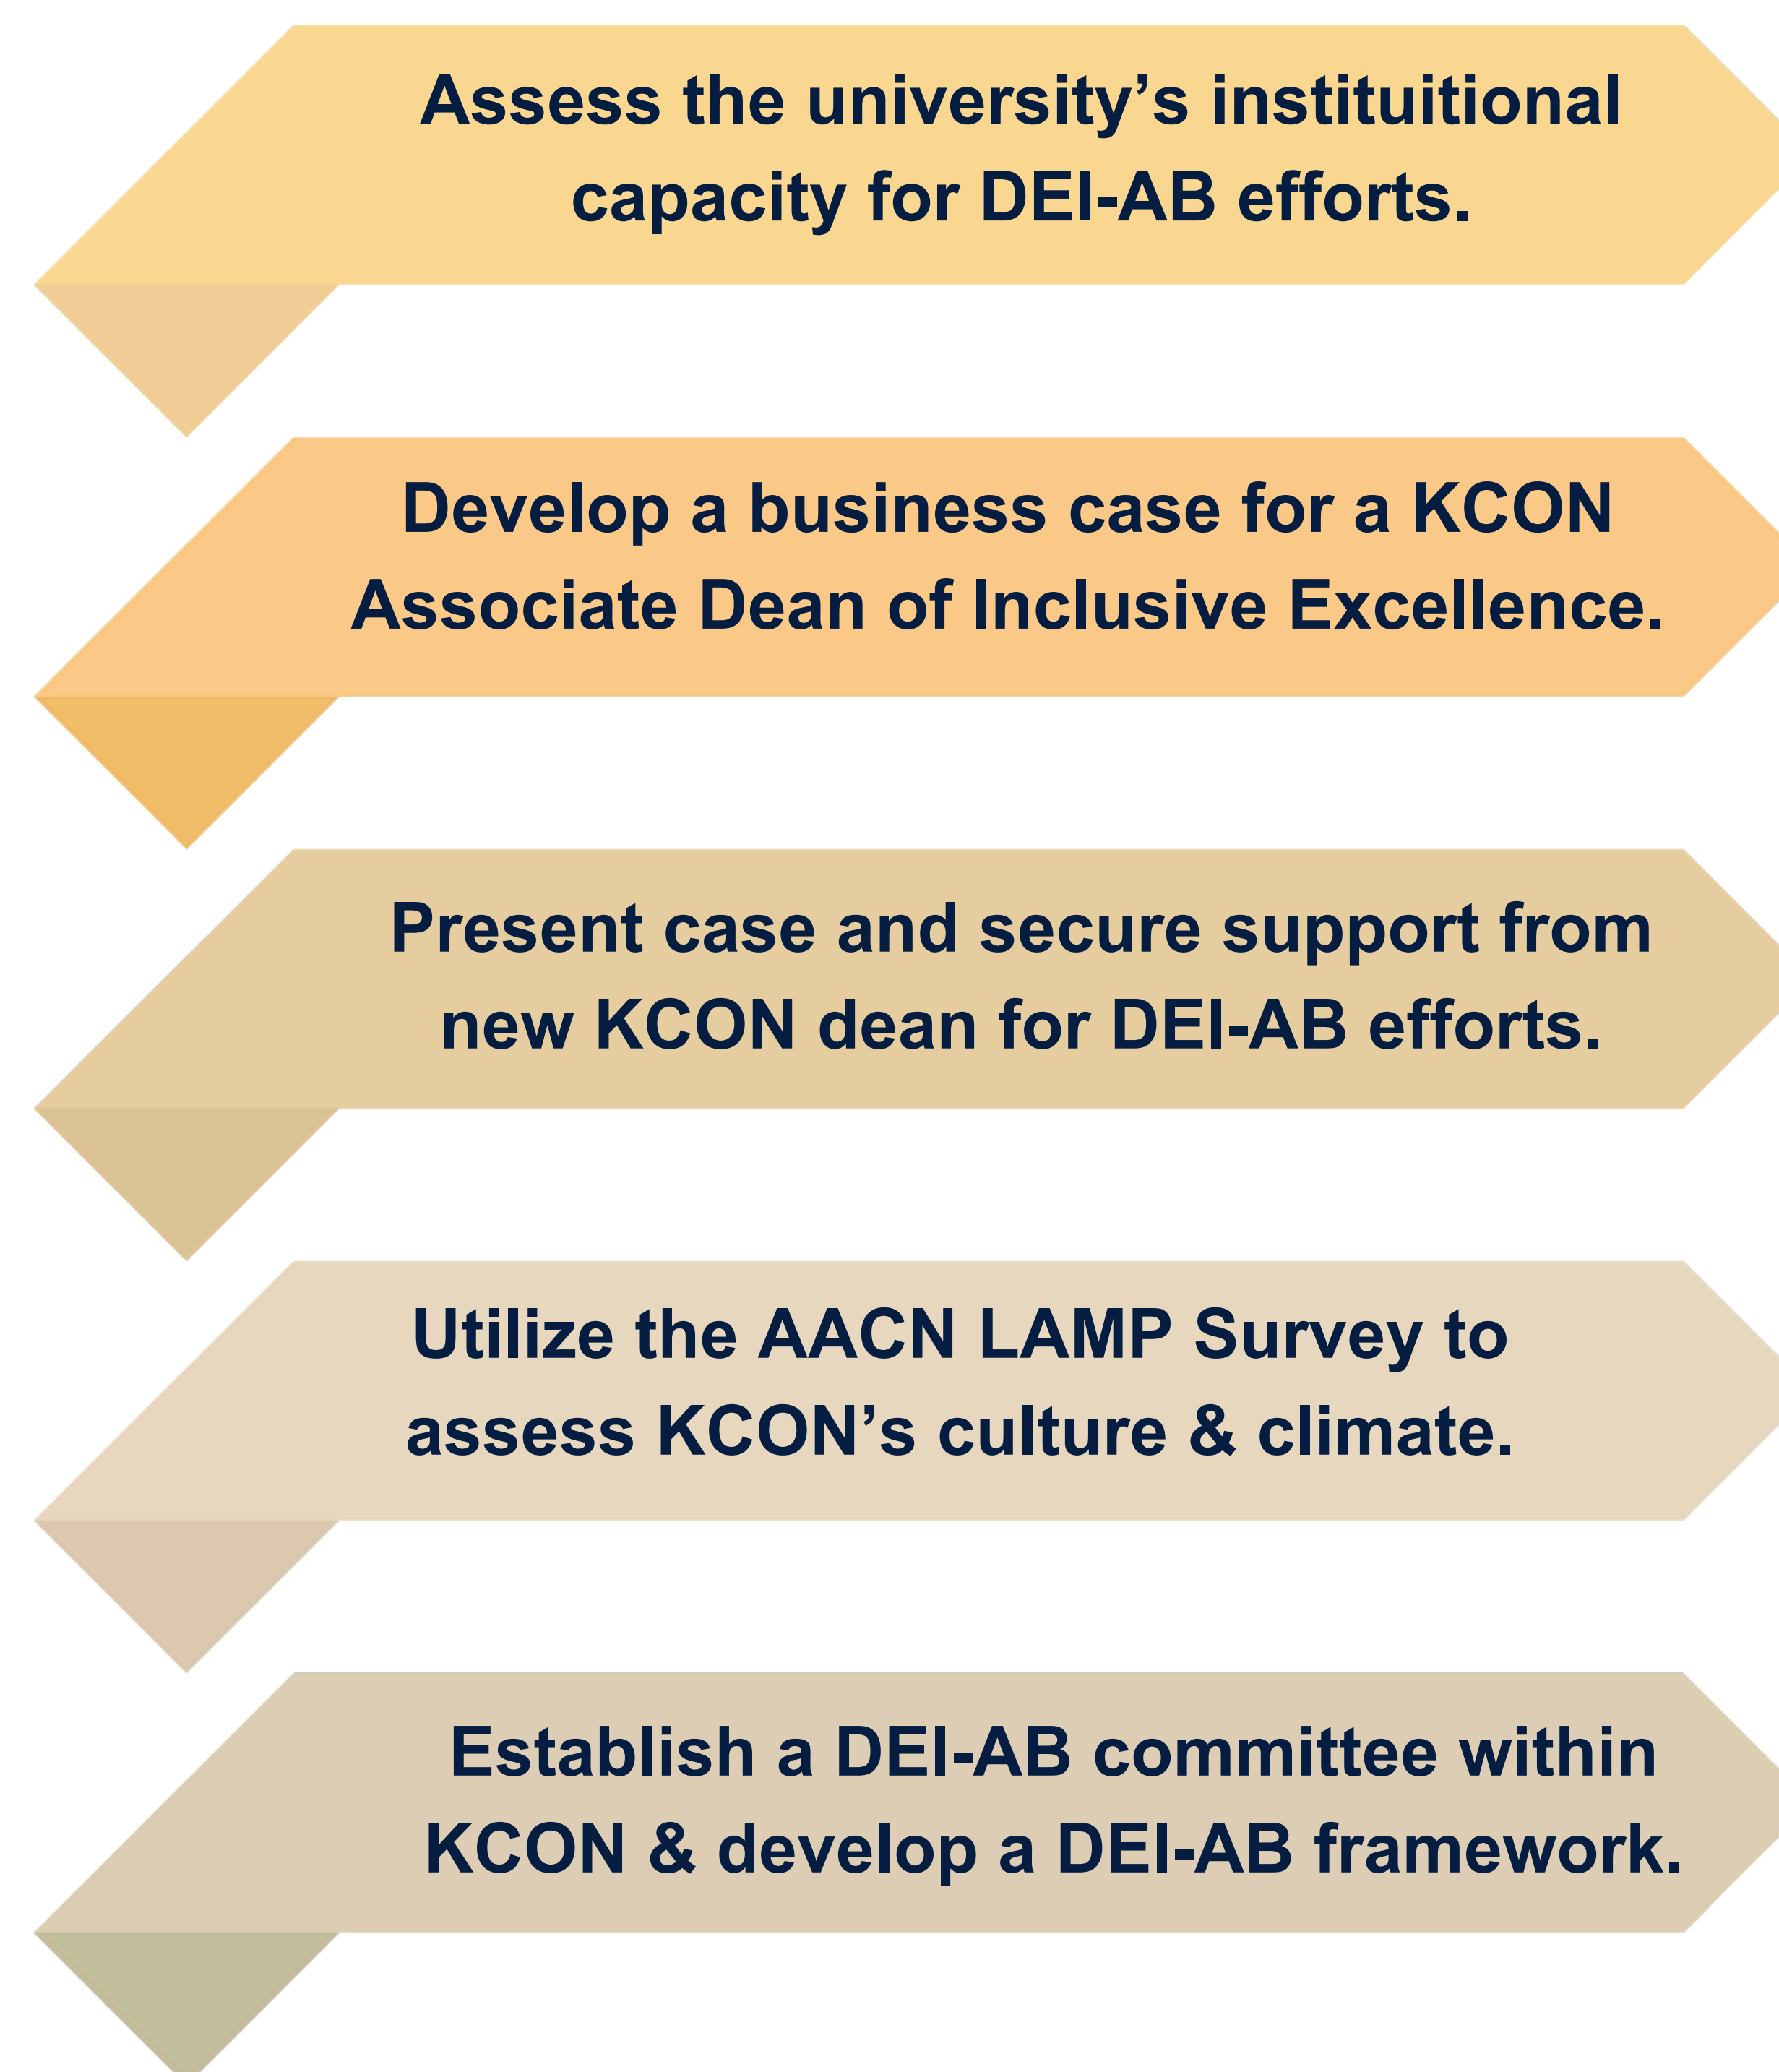 Assess the university’s instituitional
capacity for DEI-AB efforts.
Develop a business case for a KCON
Associate Dean of Inclusive Excellence.
Present case and secure support from
new KCON dean for DEI-AB efforts.
Utilize the AACN LAMP Survey to
assess KCON’s culture & climate.
Establish a DEI-AB committee within
KCON & develop a DEI-AB framework.